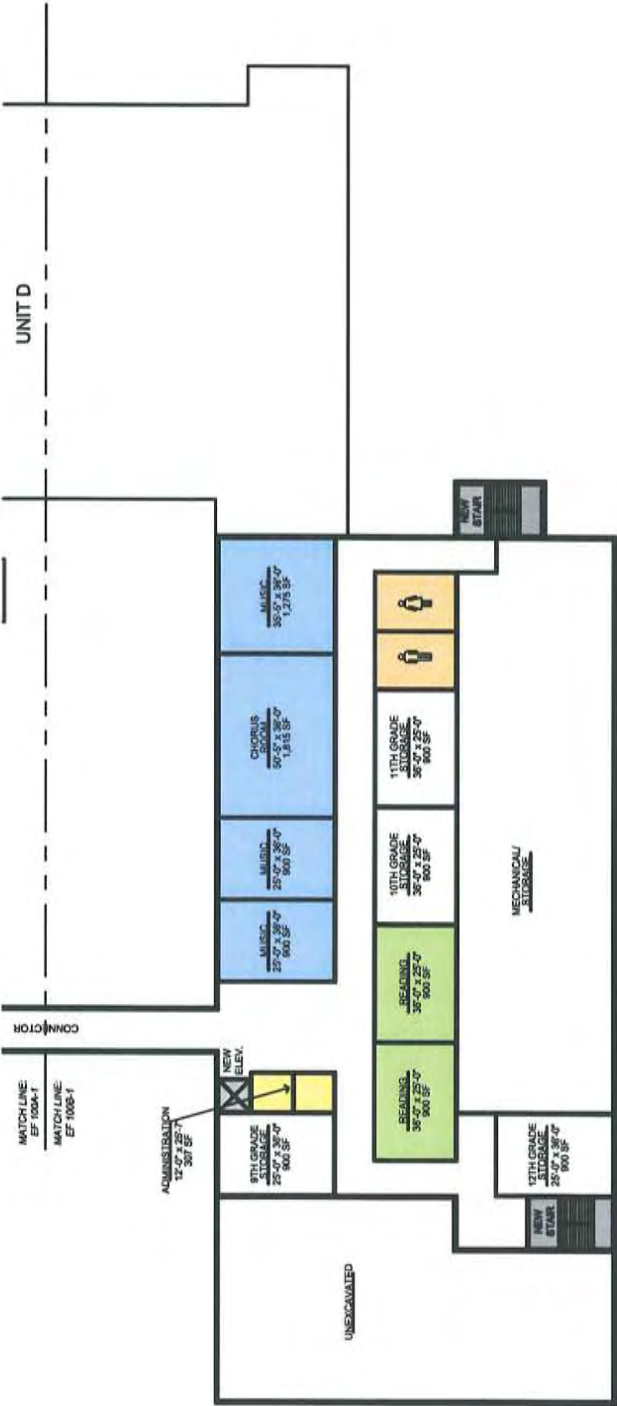 UNIT D
MATCH LINE:
EF 100A-1
MATCH LINE:
EF 100B-1
CONNECTOR
ADMINISTRATION
12'-0" x 25'-7"
307 SF
NEW
ELEV.
9TH GRADE
STORAGE
25'-0" x 36'-0"
900 SF
MUSIC
25'-0" x 36'-0"
900 SF
MUSIC
25'-0" x 36'-0"
900 SF
CHORUS
ROOM
50'-5" x 36'-0"
1,815 SF
MUSIC
35'-5" x 36'-0"
1,275 SF
UNEXCAVATED
READING
36'-0" x 25'-0"
900 SF
READING
36'-0" x 25'-0"
900 SF
10TH GRADE
STORAGE
36'-0" x 25'-0"
900 SF
11TH GRADE
STORAGE
36'-0" x 25'-0"
900 SF
NEW
STAIR
12TH GRADE
STORAGE
25'-0" x 36'-0"
900 SF
MECHANICAL/
STORAGE
NEW
STAIR